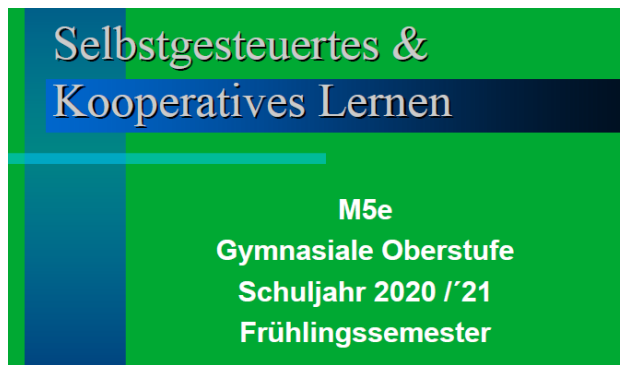 Selbstgesteuertes &
Kooperatives Lernen
M5e
Gymnasiale Oberstufe
Schuljahr 2020 /´21
Frühlingssemester